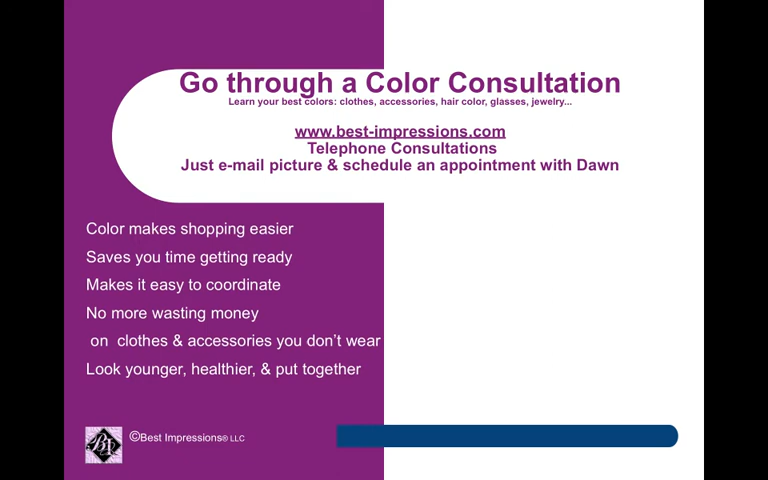 Go through a Color Consultation
Learn your best colors: clothes, accessories, hair color, glasses, jewelry...
www.best-impressions.com
Telephone Consultations
Just e-mail picture & schedule an appointment with Dawn
Color makes shopping easier
Saves you time getting ready
Makes it easy to coordinate
No more wasting money
on clothes & accessories you don’t wear
Look younger, healthier, & put together
©Best Impressions® LLC